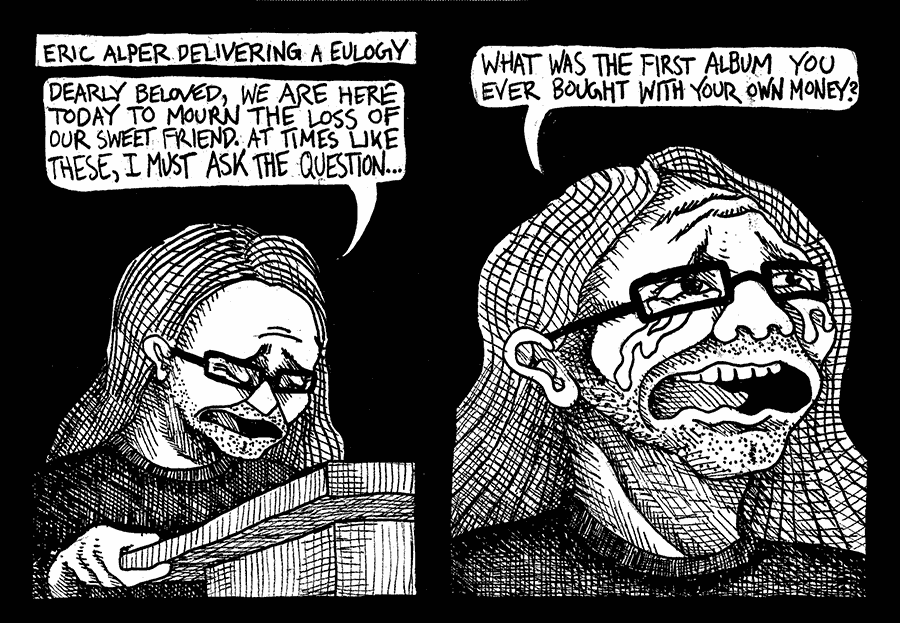 ERIC ALPER DELIVERING A EULOGY
DEARLY BELOVED, WE ARE HERE
TODAY TO MOURN THE LOSS OF
OUR SWEET FRIEND. AT TIMES LIKE
THESE, I MUST ASK THE QUESTION...
WHAT WAS THE FIRST ALBUM YOU
EVER BOUGHT WITH YOUR OWN MONEY?